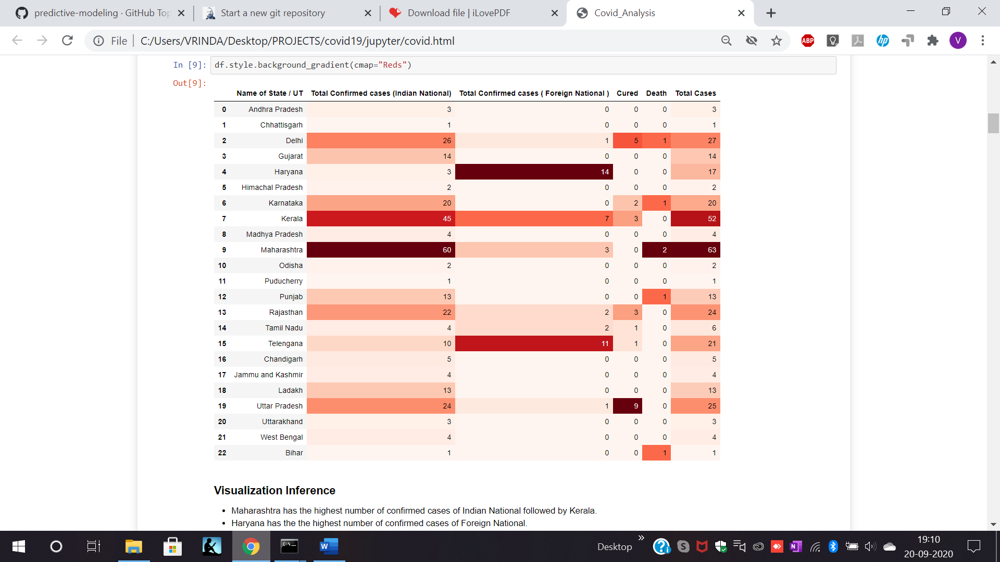 predictive-modeling · GitHub Top
Start a new git repository
Download file | iLovePDF
Covid_Analysis
File
C:/Users/VRINDA/Desktop/PROJECTS/covid19/jupyter/covid.html
ABP
hp
V
In [9]: df.style.background_gradient(cmap="Reds")
Out[9]:
Name of State / UT Total Confirmed cases (Indian National) Total Confirmed cases ( Foreign National ) Cured Death Total Cases
0 Andhra Pradesh 3 0 0 0 3
1 Chhattisgarh 1 0 0 0 1
2 Delhi 26 1 5 1 27
3 Gujarat 14 0 0 0 14
4 Haryana 3 14 0 0 17
5 Himachal Pradesh 2 0 0 0 2
6 Karnataka 20 0 2 1 20
7 Kerala 45 7 3 0 52
8 Madhya Pradesh 4 0 0 0 4
9 Maharashtra 60 3 0 2 63
10 Odisha 2 0 0 0 2
11 Puducherry 1 0 0 0 1
12 Punjab 13 0 0 1 13
13 Rajasthan 22 2 3 0 24
14 Tamil Nadu 4 2 1 0 6
15 Telengana 10 11 1 0 21
16 Chandigarh 5 0 0 0 5
17 Jammu and Kashmir 4 0 0 0 4
18 Ladakh 13 0 0 0 13
19 Uttar Pradesh 24 1 9 0 25
20 Uttarakhand 3 0 0 0 3
21 West Bengal 4 0 0 0 4
22 Bihar 1 0 0 1 1
Visualization Inference
• Maharashtra has the highest number of confirmed cases of Indian National followed by Kerala.
• Haryana has the the highest number of confirmed cases of Foreign National.
Desktop
19:10
20-09-2020